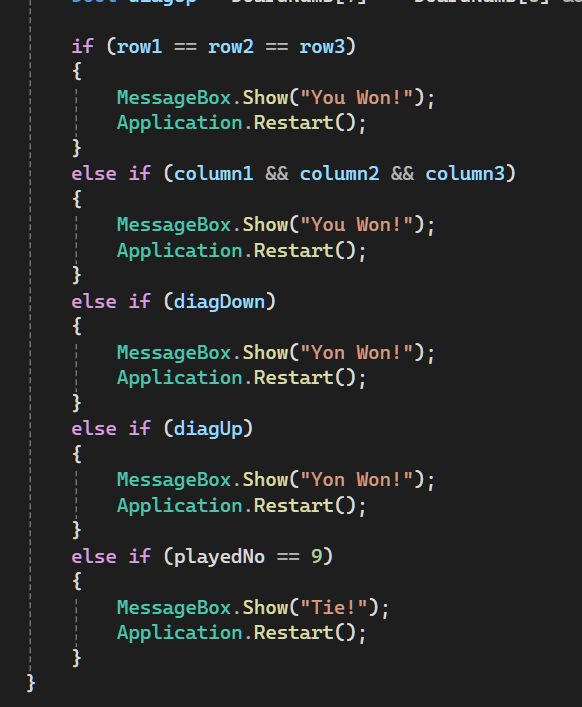 if (row1 == row2 == row3)
{
MessageBox.Show("You Won!");
Application.Restart();
}
else if (column1 && column2 && column3)
{
MessageBox.Show("You Won!");
Application.Restart();
}
else if (diagDown)
{
MessageBox.Show("Yon Won!");
Application.Restart();
}
else if (diagUp)
{
MessageBox.Show("Yon Won!");
Application.Restart();
}
else if (playedNo == 9)
{
MessageBox.Show("Tie!");
Application.Restart();
}
}